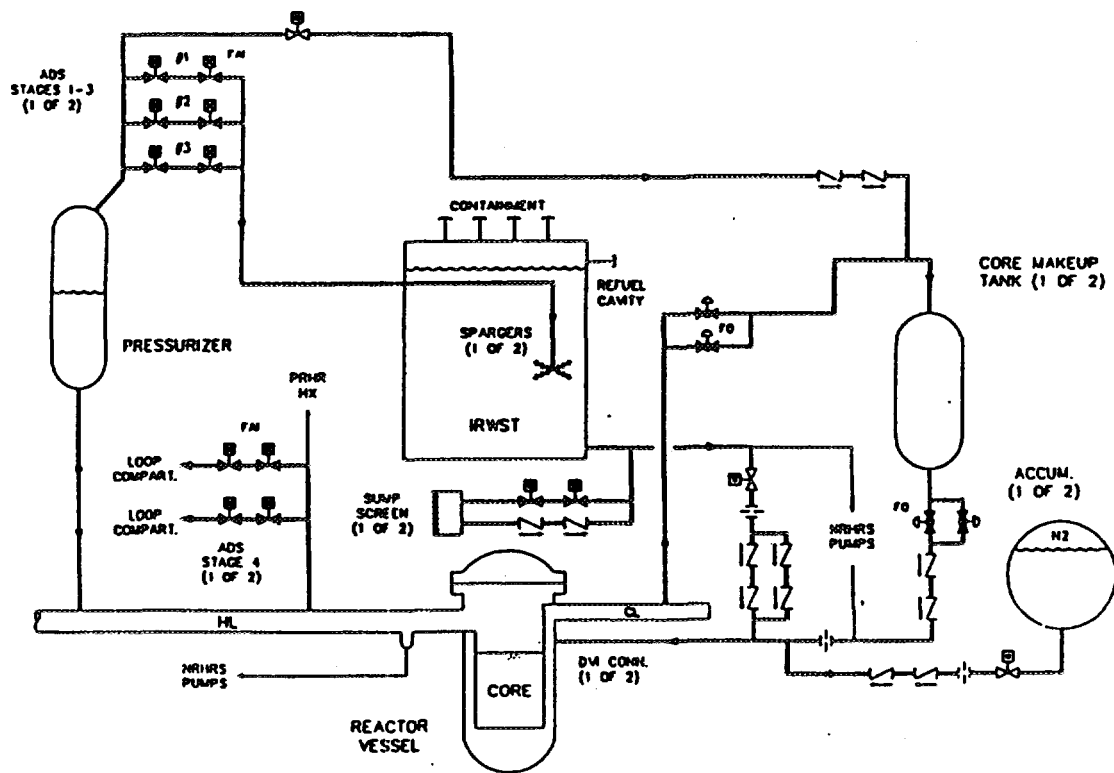 #1
FAI
ADS
STAGES 1-3
(1 OF 2)
#2
#3
CONTAINMENT
REFUEL
CAVITY
CORE MAKEUP
TANK (1 OF 2)
SPARGERS
(1 OF 2)
FO
PRESSURIZER
PRHR
HX
IRWST
FAI
LOOP
COMPART.
LOOP
COMPART.
SUMP
SCREEN
(1 OF 2)
ACCUM.
(1 OF 2)
FO
N2
NRHRS
PUMPS
ADS
STAGE 4
(1 OF 2)
HL
CL
NRHRS
PUMPS
DVI CONN.
(1 OF 2)
CORE
REACTOR
VESSEL